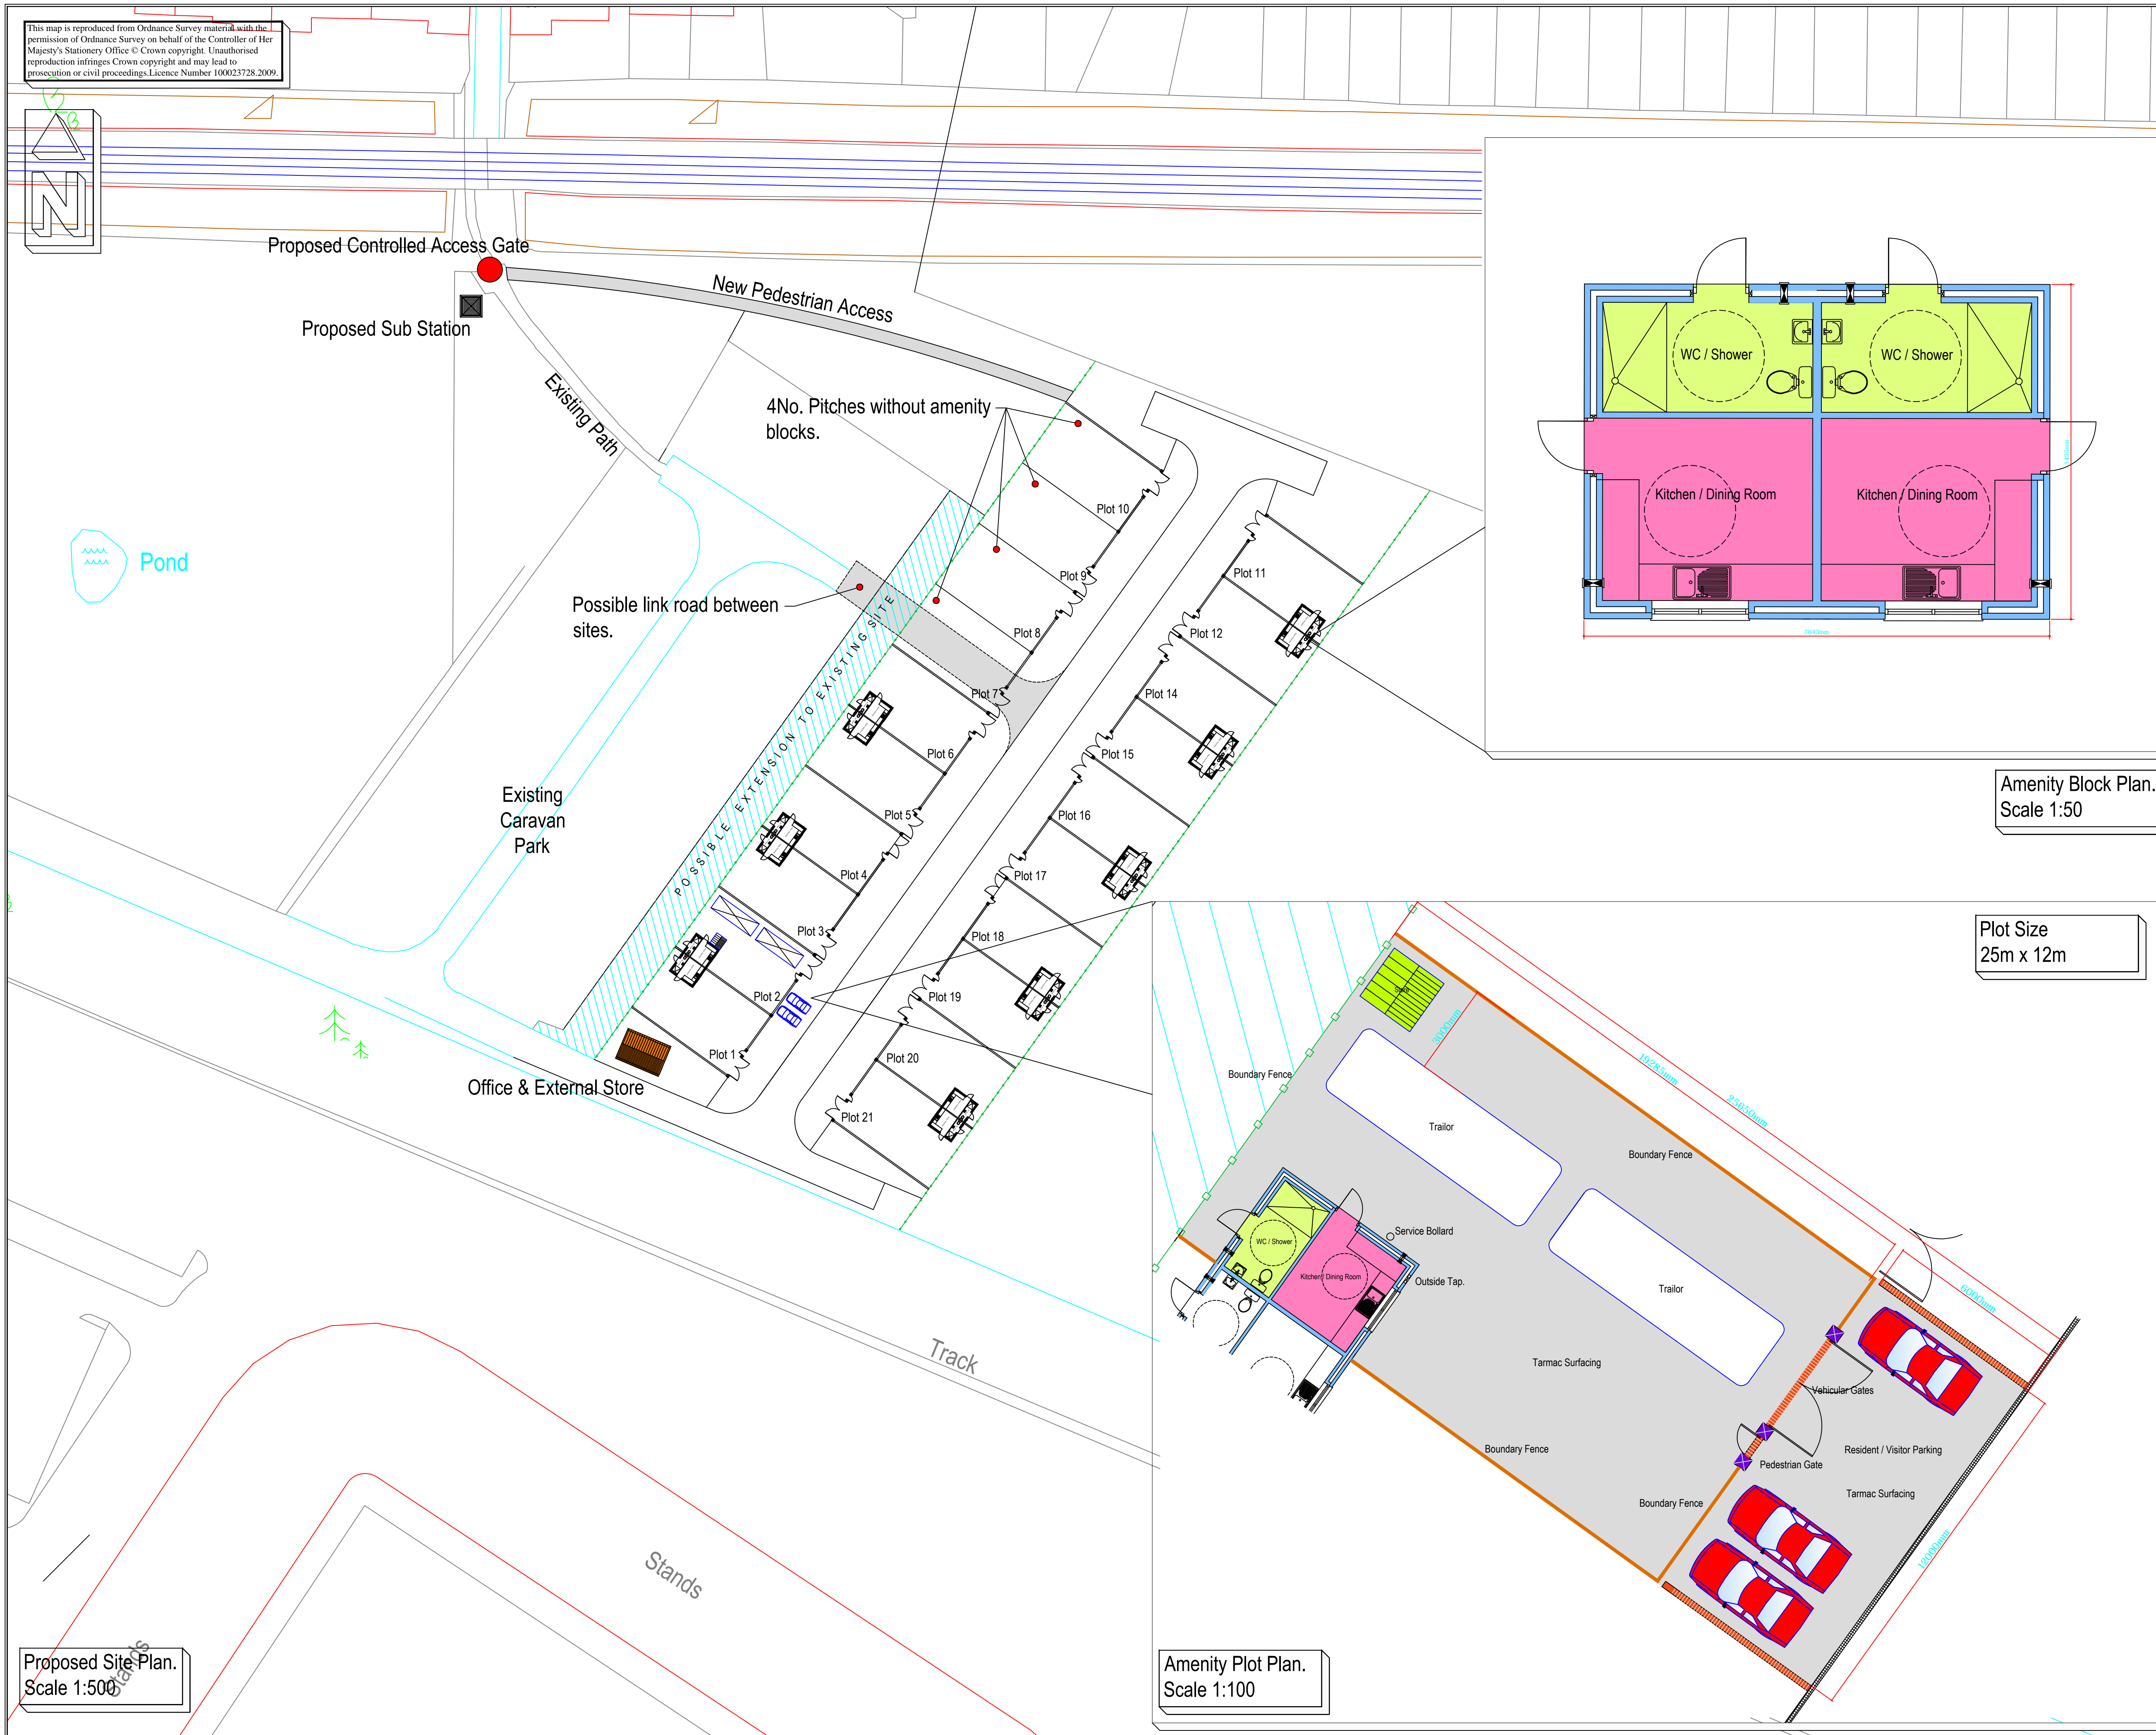 This map is reproduced from Ordnance Survey material with the
permission of Ordnance Survey on behalf of the Controller of Her
Majesty's Stationery Office © Crown copyright. Unauthorised
reproduction infringes Crown copyright and may lead to
prosecution or civil proceedings.Licence Number 100023728.2009.
N
Proposed Controlled Access Gate
Proposed Sub Station
New Pedestrian Access
Existing Path
4No. Pitches without amenity
blocks.
Pond
Possible link road between
sites.
POSSIBLE EXTENSION TO EXISTING SITE
Existing
Caravan
Park
Plot 10
Plot 9
Plot 8
Plot 7
Plot 6
Plot 5
Plot 4
Plot 3
Plot 2
Plot 1
Plot 11
Plot 12
Plot 14
Plot 15
Plot 16
Plot 17
Plot 18
Plot 19
Plot 20
Plot 21
Office & External Store
Track
Stands
Stands
Proposed Site Plan.
Scale 1:500
WC / Shower
WC / Shower
Kitchen / Dining Room
Kitchen / Dining Room
7843mm
Amenity Block Plan.
Scale 1:50
Plot Size
25m x 12m
Store
3000mm
Boundary Fence
19285mm
25650mm
Trailor
Boundary Fence
Service Bollard
WC / Shower
Kitchen / Dining Room
Outside Tap.
Trailor
6000mm
Tarmac Surfacing
Vehicular Gates
Boundary Fence
Resident / Visitor Parking
Pedestrian Gate
Tarmac Surfacing
Boundary Fence
12000mm
Amenity Plot Plan.
Scale 1:100